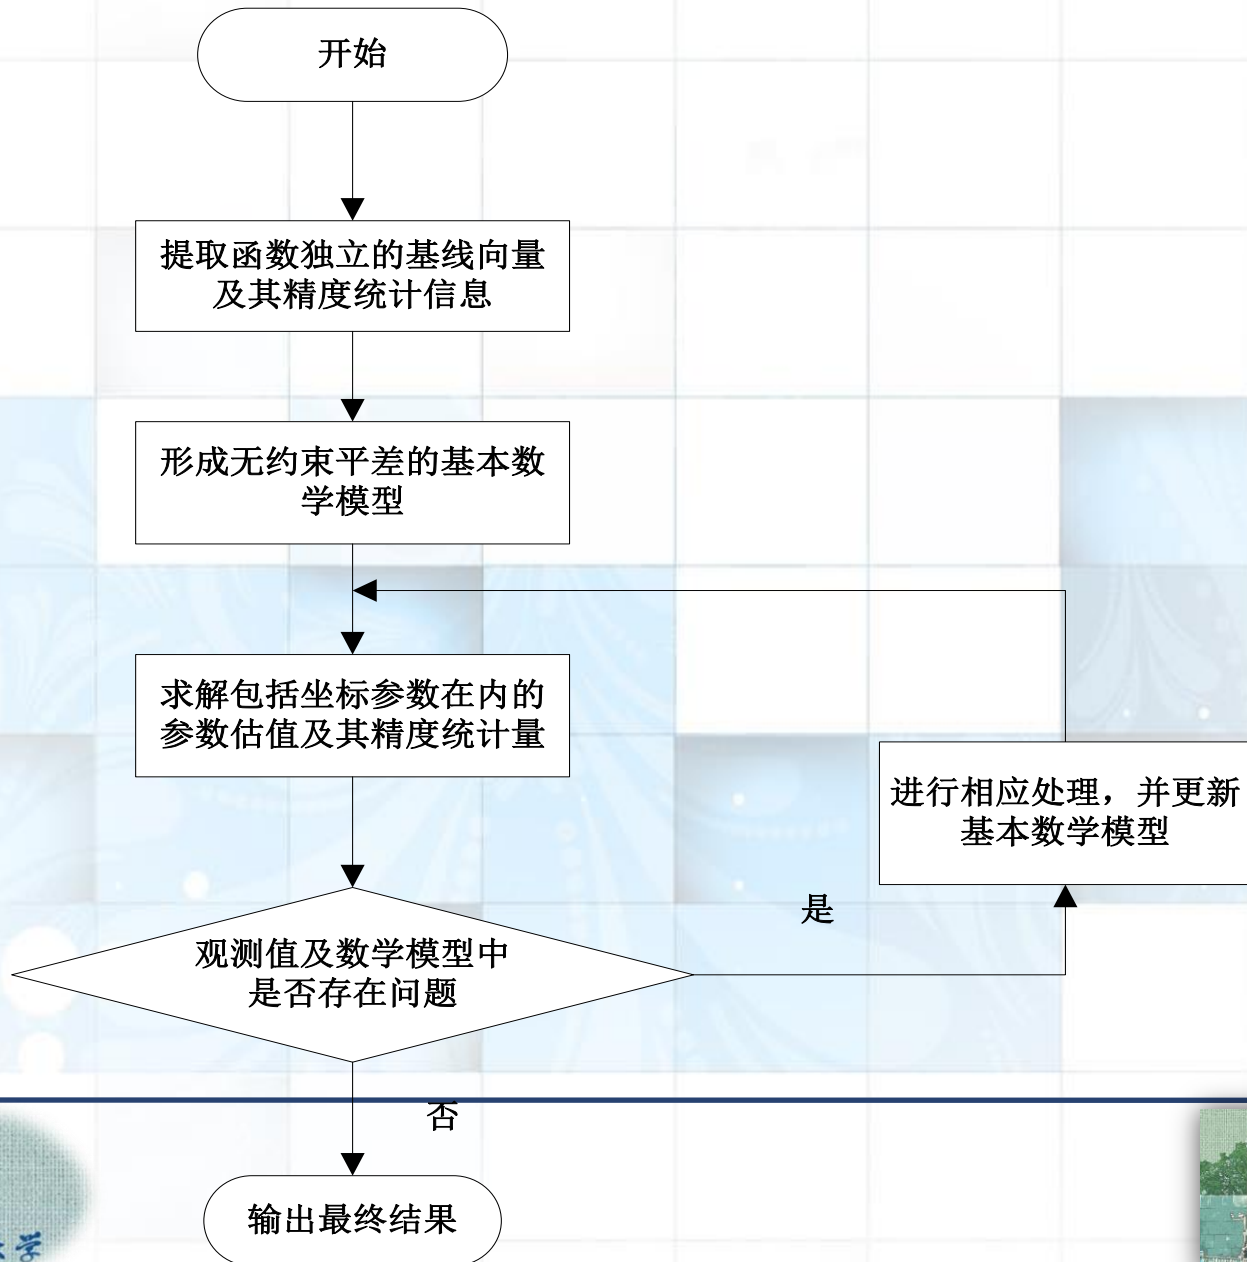 开始
提取函数独立的基线向量
及其精度统计信息
形成无约束平差的基本数
学模型
求解包括坐标参数在内的
参数估值及其精度统计量
进行相应处理，并更新
基本数学模型
是
观测值及数学模型中
是否存在问题
否
输出最终结果
学